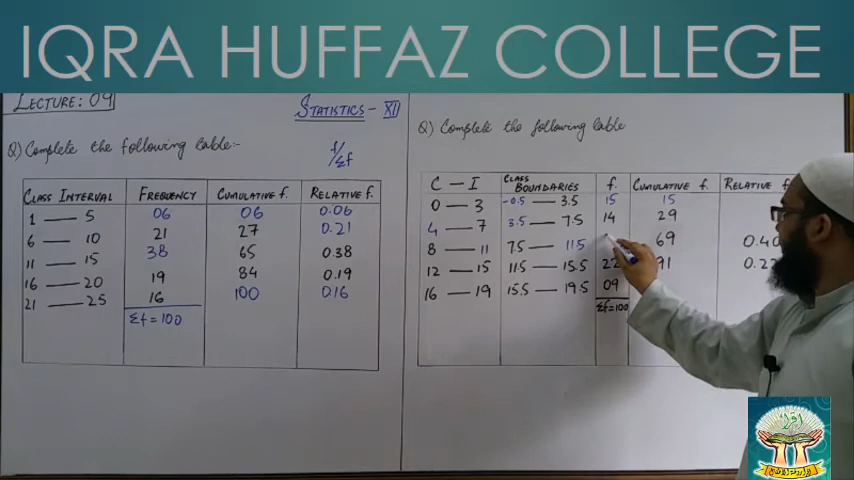 IQRA HUFFAZ COLLEGE
LECTURE: 09
STATISTICS - XI
Q) Complete the following table:-
f/Σf
CLASS INTERVAL FREQUENCY CUMULATIVE f. RELATIVE f.
1 — 5 06 06 0.06
6 — 10 21 27 0.21
11 — 15 38 65 0.38
16 — 20 19 84 0.19
21 — 25 16 100 0.16
Σf = 100
Q) Complete the following table
C — I CLASS BOUNDARIES f. CUMULATIVE f. RELATIVE f
0 — 3 -0.5 — 3.5 15 15
4 — 7 3.5 — 7.5 14 29
8 — 11 7.5 — 11.5 69 0.40
12 — 15 11.5 — 15.5 22 91 0.22
16 — 19 15.5 — 19.5 09
Σf=100